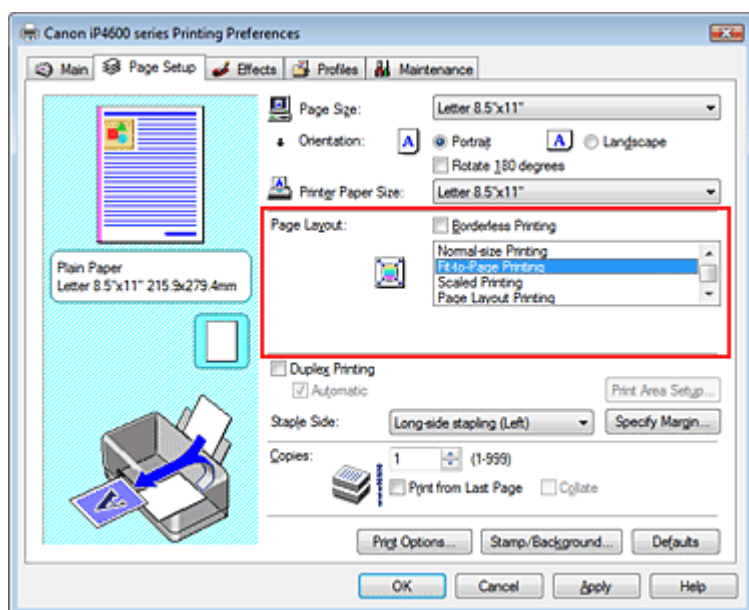 Canon iP4600 series Printing Preferences
Main Page Setup Effects Profiles Maintenance
Page Size: Letter 8.5"x11"
Orientation: A Portrait A Landscape
Rotate 180 degrees
Printer Paper Size: Letter 8.5"x11"
Page Layout: Borderless Printing
Normal-size Printing
Fit-to-Page Printing
Scaled Printing
Page Layout Printing
Plain Paper
Letter 8.5"x11" 215.9x279.4mm
Duplex Printing
Automatic Print Area Setup...
Staple Side: Long-side stapling (Left) Specify Margin...
Copies: 1 (1-999)
Print from Last Page Collate
Print Options... Stamp/Background... Defaults
OK Cancel Apply Help